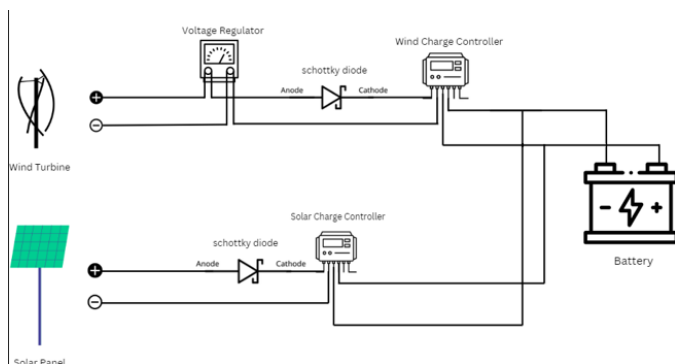 Voltage Regulator
Wind Charge Controller
schottky diode
Anode
Cathode
Wind Turbine
Solar Charge Controller
schottky diode
Anode
Cathode
Battery
Solar Panel